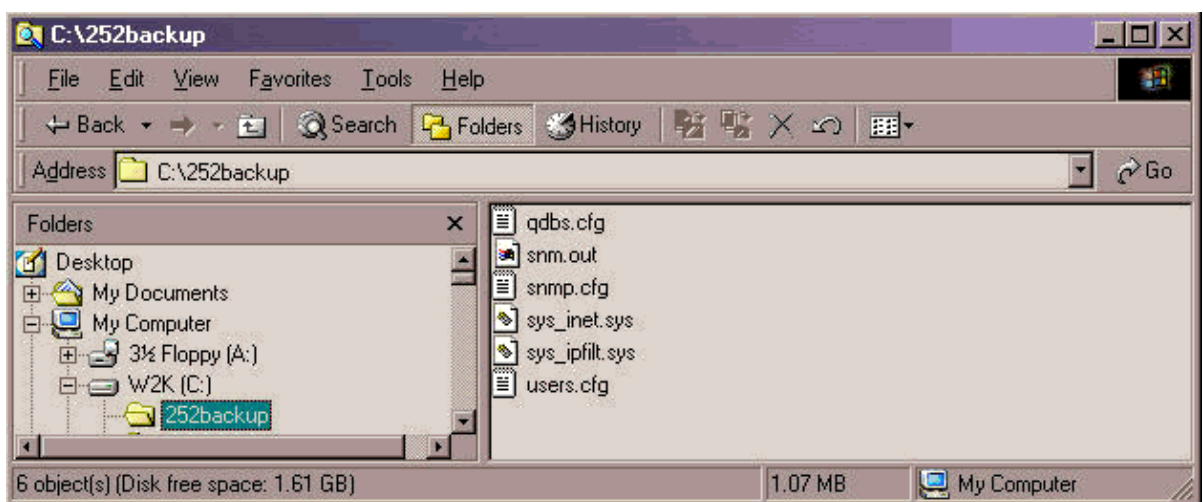 C:\252backup
File Edit View Favorites Tools Help
Back Search Folders History
Address C:\252backup Go
Folders
Desktop
My Documents
My Computer
3½ Floppy (A:)
W2K (C:)
252backup
qdbs.cfg
snm.out
snmp.cfg
sys_inet.sys
sys_ipfilt.sys
users.cfg
6 object(s) (Disk free space: 1.61 GB) 1.07 MB My Computer